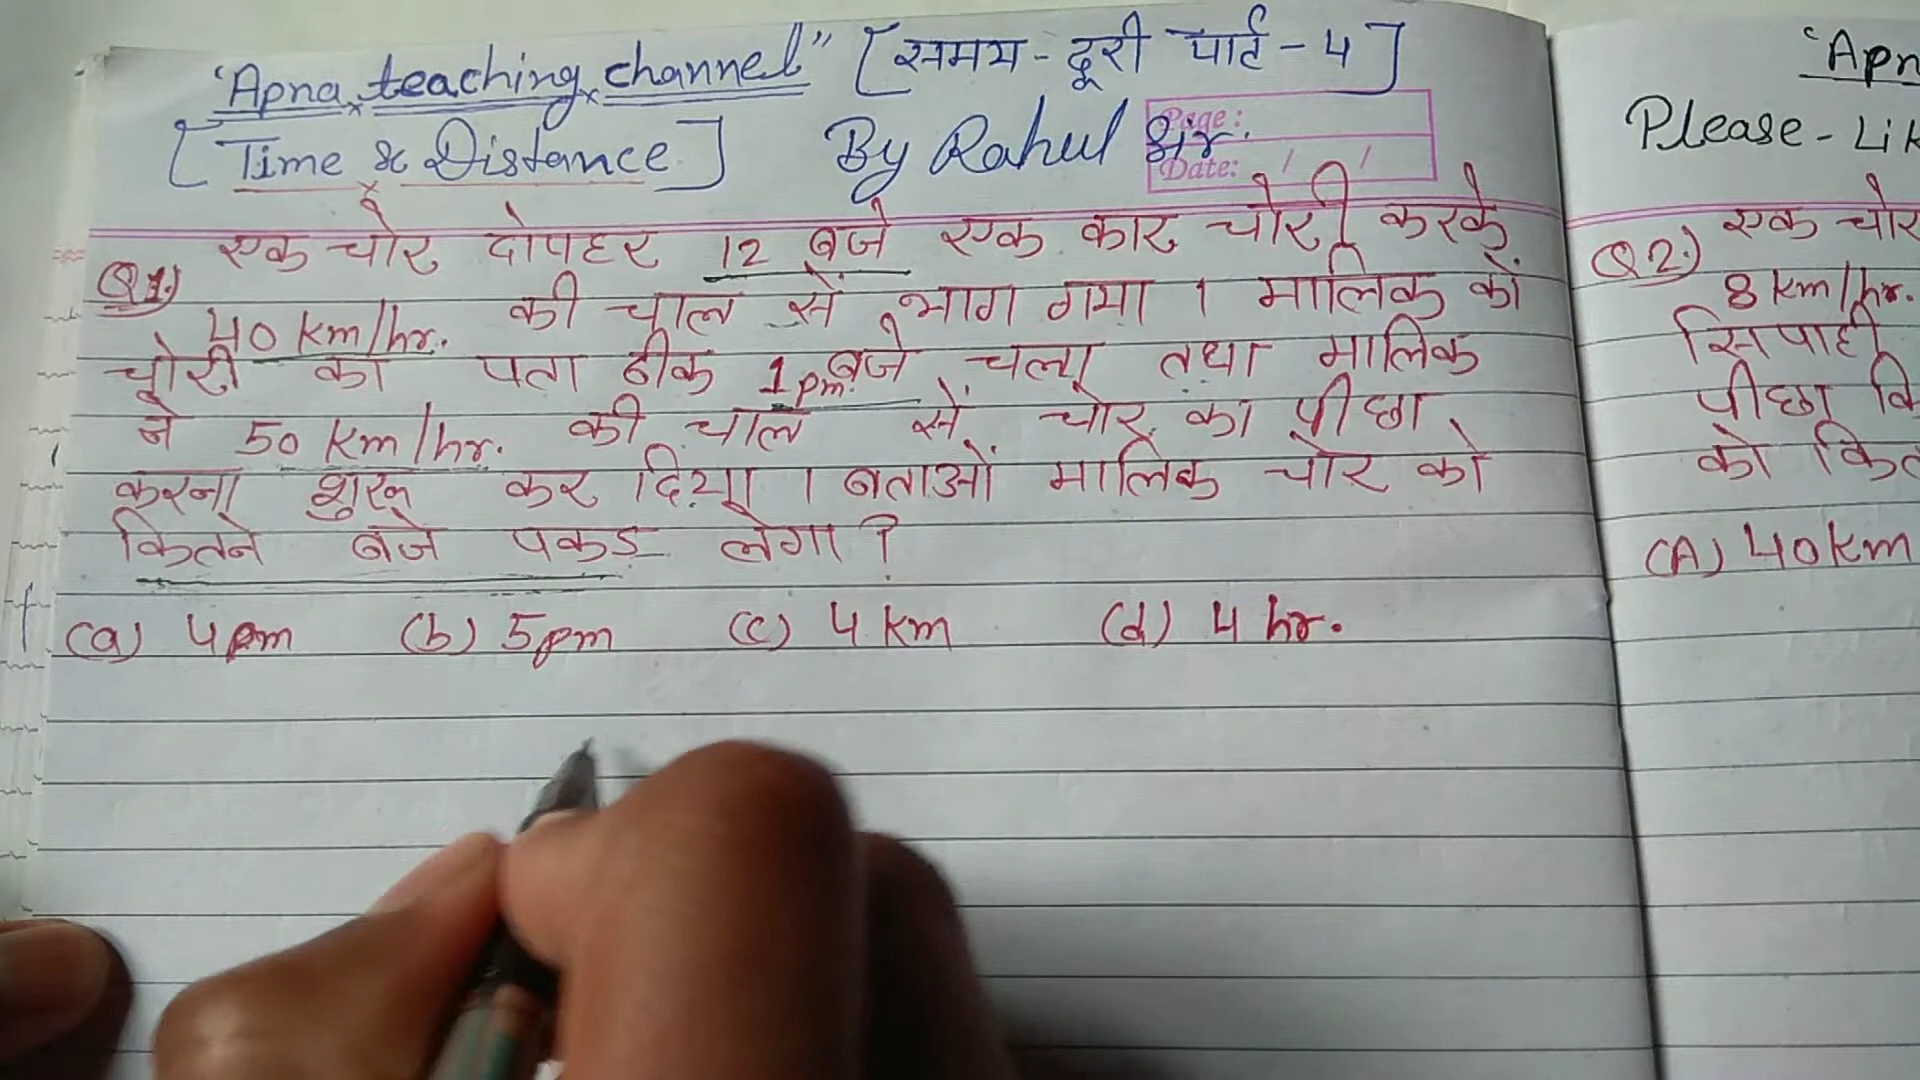 "Apna teaching channel" [समय - दूरी पार्ट - 4]
[Time & Distance] By Rahul Sir.
Page:
Date: / /
Q1.) एक चोर दोपहर 12 बजे एक कार चोरी करके
40 km/hr. की चाल से भाग गया । मालिक को
चोरी का पता ठीक 1pm बजे चला तथा मालिक
ने 50 km/hr. की चाल से चोर का पीछा
करना शुरू कर दिया । बताओं मालिक चोर को
कितने बजे पकड लेगा ?
(a) 4pm (b) 5pm (c) 4 km (d) 4 hr.
'Apn
Please - Lik
Q2.) एक चोर
8 km/hr.
सिपाही
पीछा कि
को कित
(A) 40km